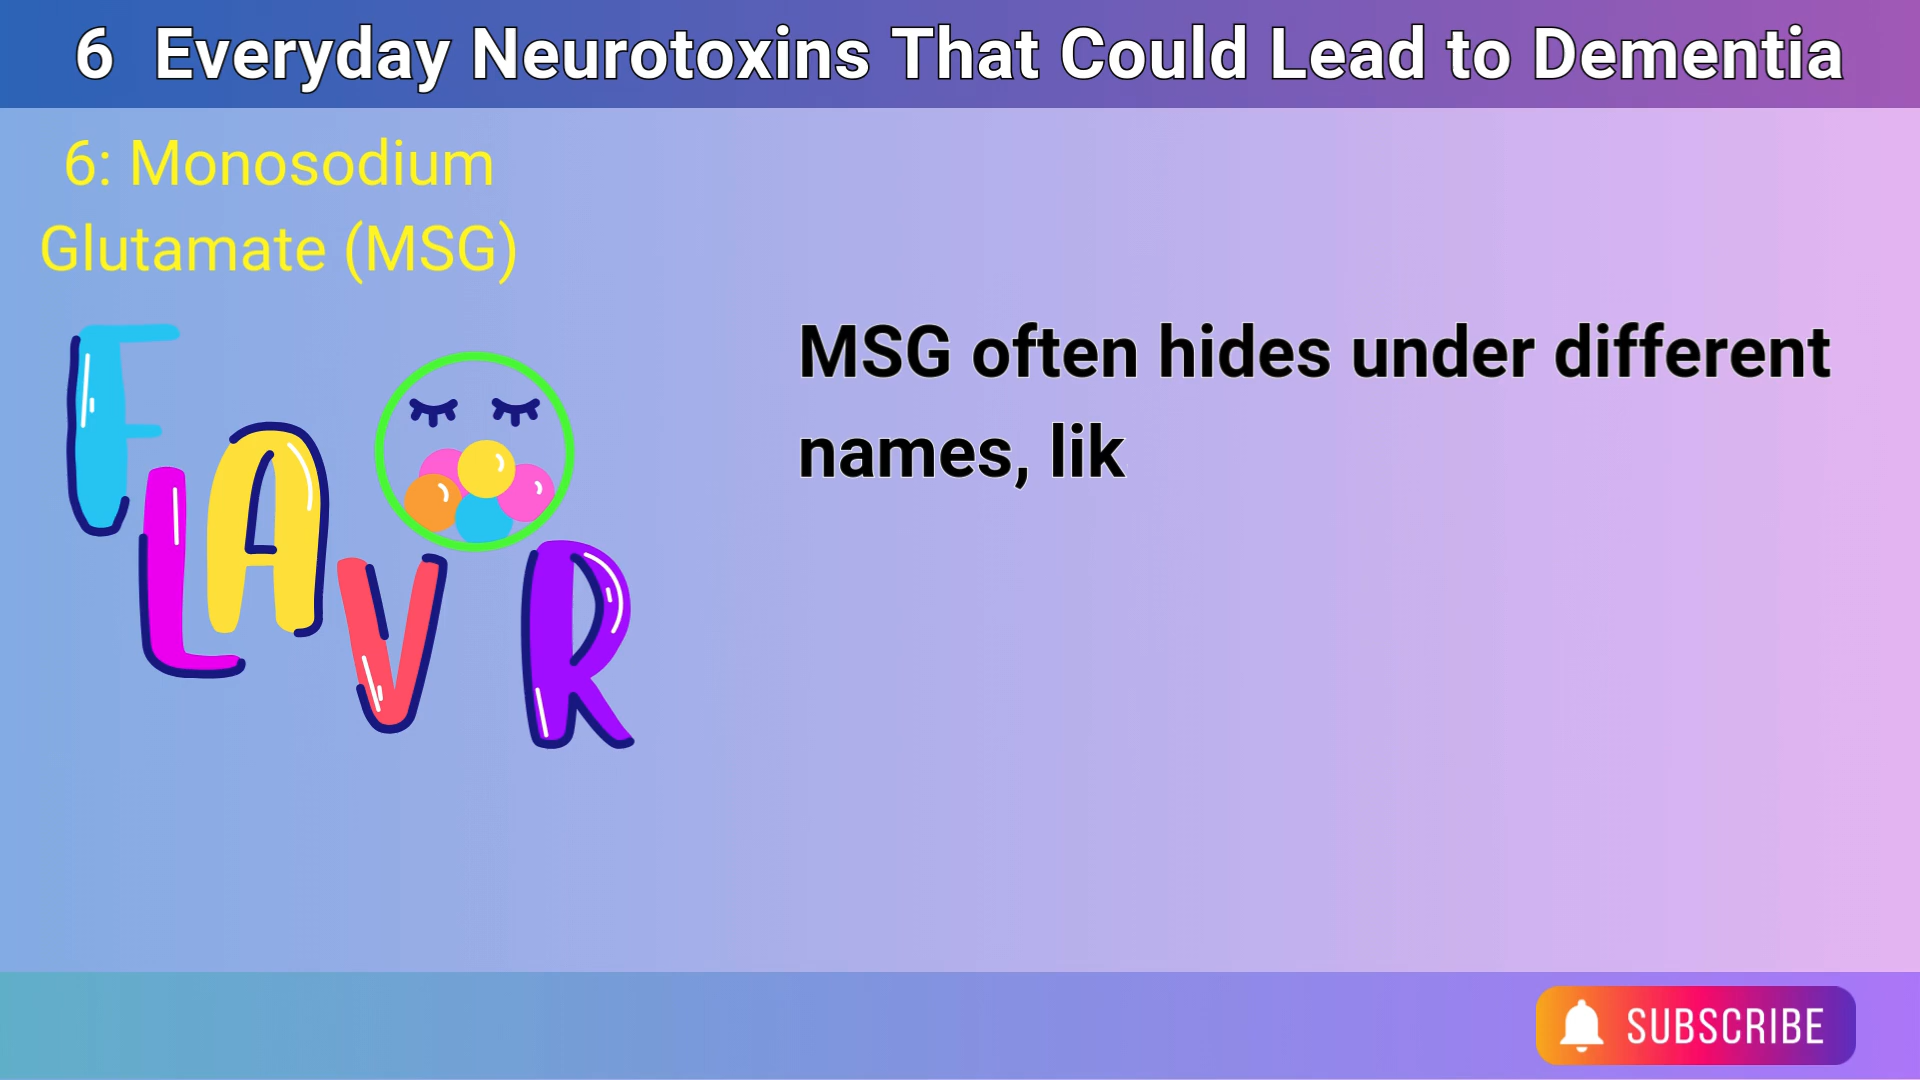 6 Everyday Neurotoxins That Could Lead to Dementia
6: Monosodium
Glutamate (MSG)
FLAVOR
MSG often hides under different
names, lik
SUBSCRIBE